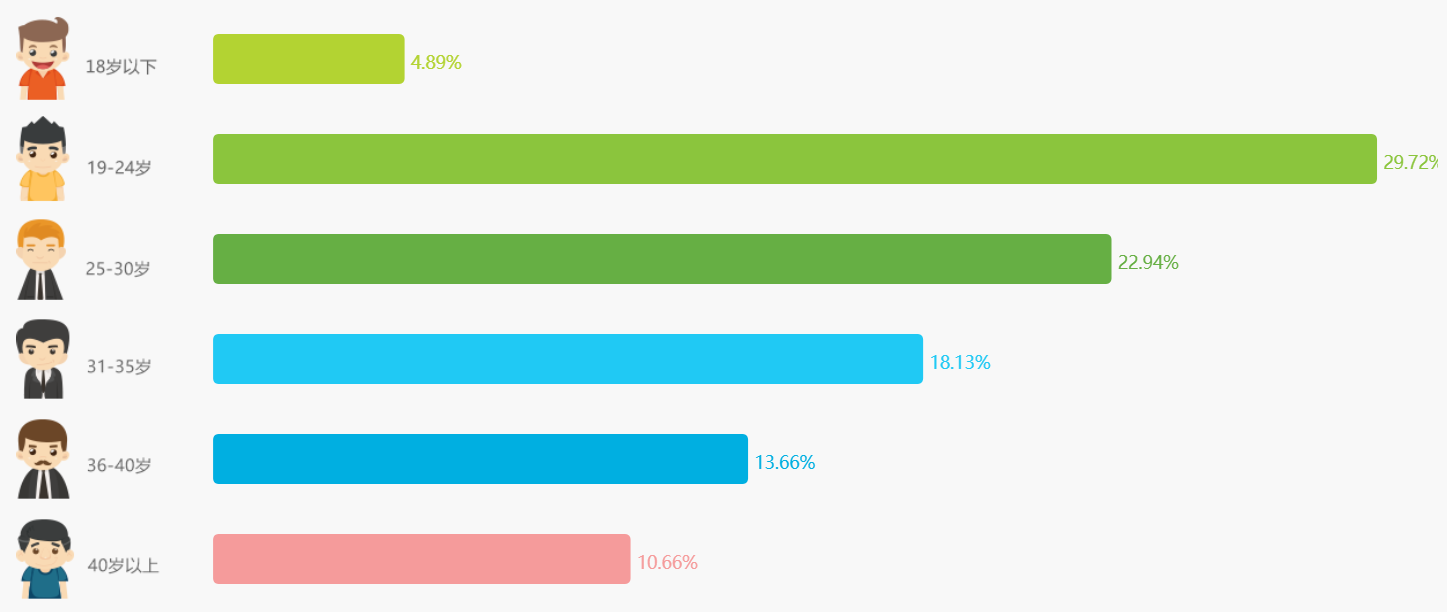 18岁以下 4.89%
19-24岁 29.72%
25-30岁 22.94%
31-35岁 18.13%
36-40岁 13.66%
40岁以上 10.66%